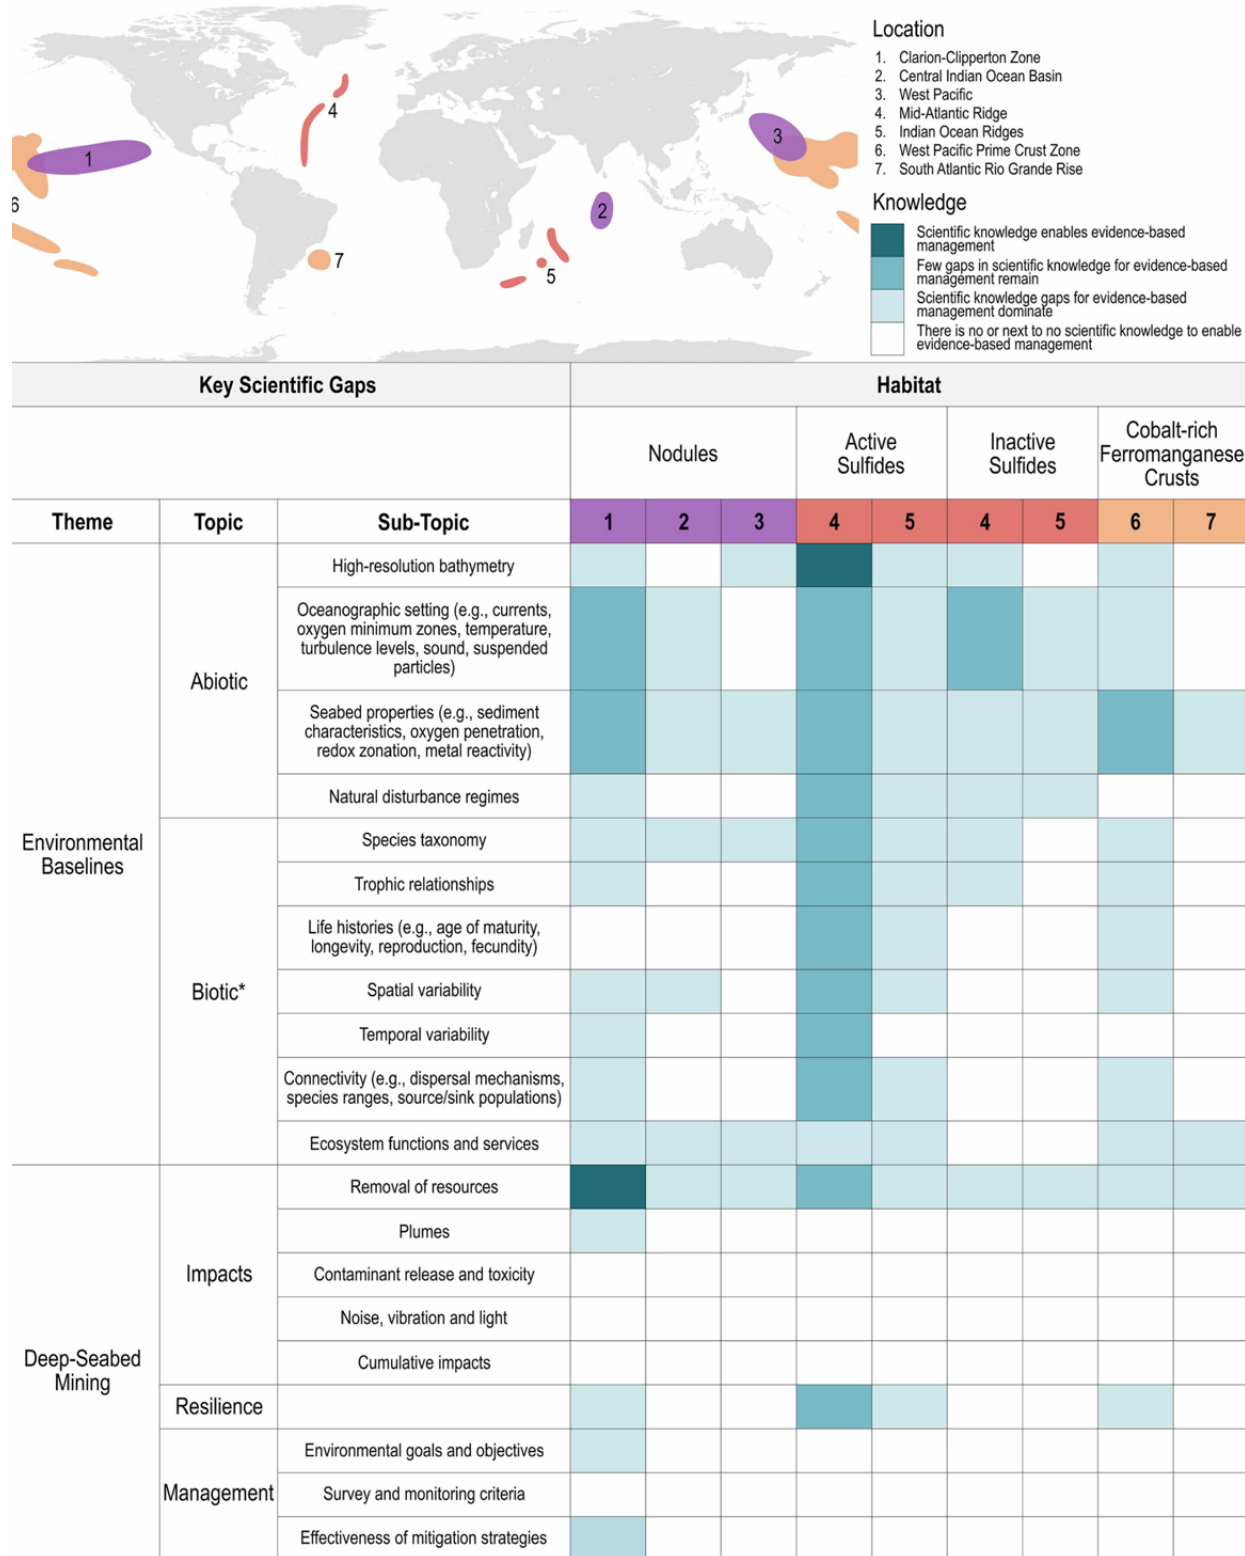 Location
1. Clarion-Clipperton Zone
2. Central Indian Ocean Basin
3. West Pacific
4. Mid-Atlantic Ridge
5. Indian Ocean Ridges
6. West Pacific Prime Crust Zone
7. South Atlantic Rio Grande Rise
Knowledge
Scientific knowledge enables evidence-based
management
Few gaps in scientific knowledge for evidence-based
management remain
Scientific knowledge gaps for evidence-based
management dominate
There is no or next to no scientific knowledge to enable
evidence-based management
4
1
3
2
6
7
5
Key Scientific Gaps
Habitat
Nodules
Active
Sulfides
Inactive
Sulfides
Cobalt-rich
Ferromanganese
Crusts
Theme Topic Sub-Topic 1 2 3 4 5 4 5 6 7
Environmental
Baselines
Abiotic
High-resolution bathymetry
Oceanographic setting (e.g., currents,
oxygen minimum zones, temperature,
turbulence levels, sound, suspended
particles)
Seabed properties (e.g., sediment
characteristics, oxygen penetration,
redox zonation, metal reactivity)
Natural disturbance regimes
Biotic*
Species taxonomy
Trophic relationships
Life histories (e.g., age of maturity,
longevity, reproduction, fecundity)
Spatial variability
Temporal variability
Connectivity (e.g., dispersal mechanisms,
species ranges, source/sink populations)
Ecosystem functions and services
Deep-Seabed
Mining
Impacts
Removal of resources
Plumes
Contaminant release and toxicity
Noise, vibration and light
Cumulative impacts
Resilience
Management
Environmental goals and objectives
Survey and monitoring criteria
Effectiveness of mitigation strategies